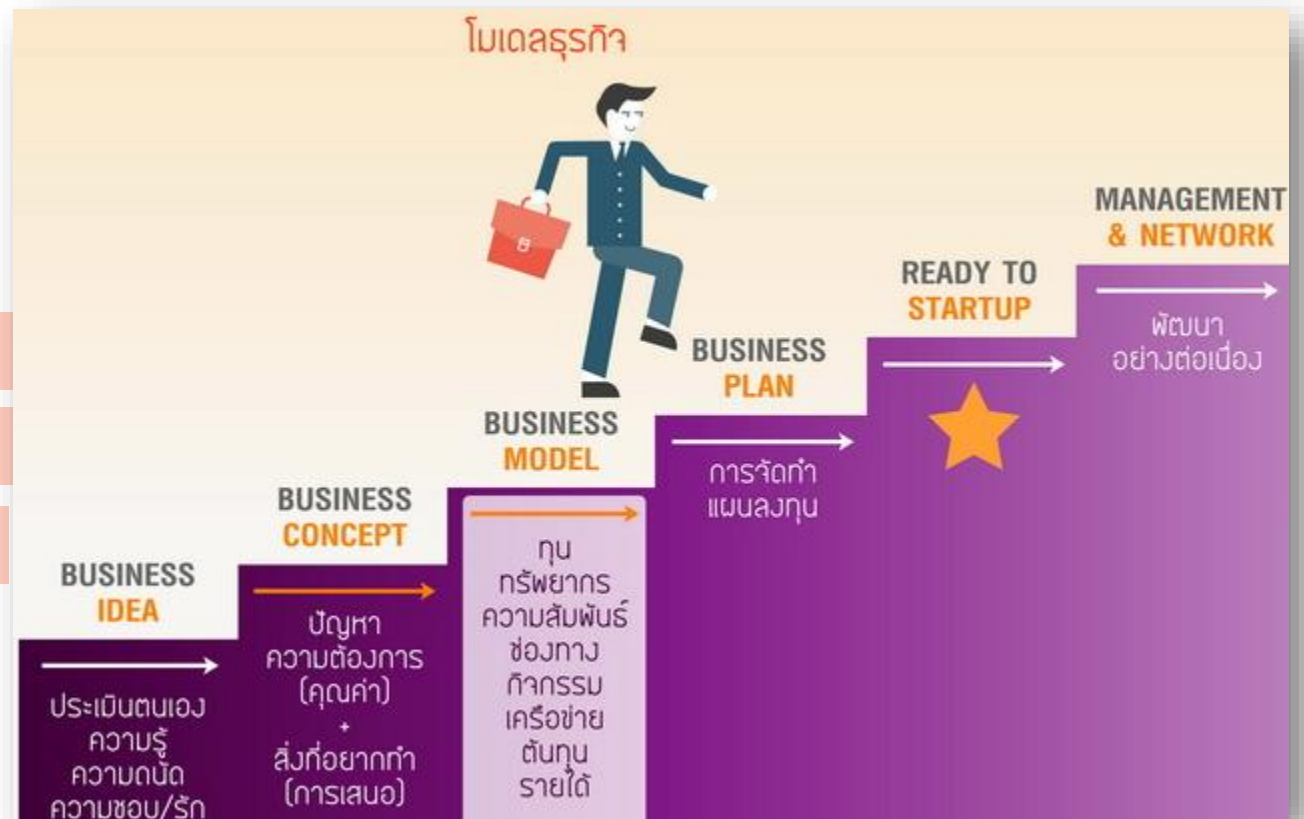 โมเดลธุรกิจ
BUSINESS
IDEA
ประเมินตนเอง
ความรู้
ความถนัด
ความชอบ/รัก
BUSINESS
CONCEPT
ปัญหา
ความต้องการ
(คุณค่า)
+
สิ่งที่อยากทำ
(การเสนอ)
BUSINESS
MODEL
ทุน
ทรัพยากร
ความสัมพันธ์
ช่องทาง
กิจกรรม
เครือข่าย
ต้นทุน
รายได้
BUSINESS
PLAN
การจัดทำ
แผนลงทุน
READY TO
STARTUP
MANAGEMENT
& NETWORK
พัฒนา
อย่างต่อเนื่อง